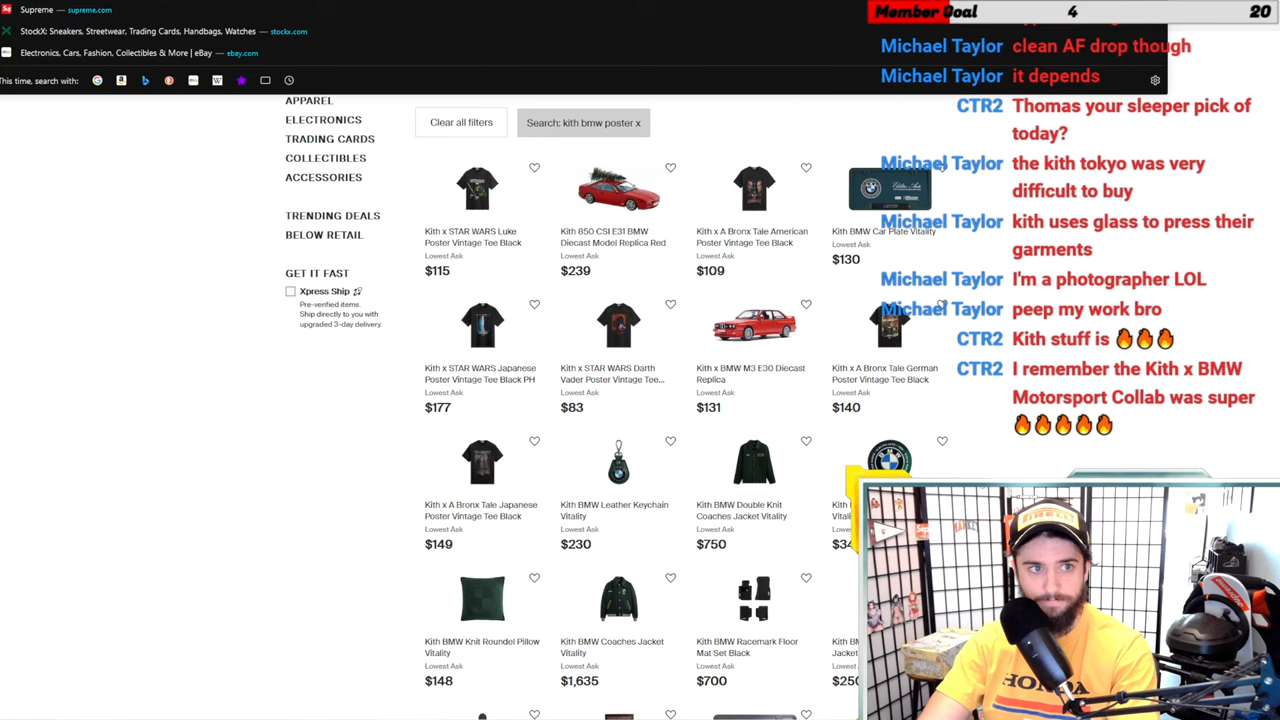 Supreme — supreme.com
StockX: Sneakers, Streetwear, Trading Cards, Handbags, Watches — stockx.com
Electronics, Cars, Fashion, Collectibles & More | eBay — ebay.com
This time, search with:
Member Goal 4 20
Michael Taylor clean AF drop though
Michael Taylor it depends
CTR2 Thomas your sleeper pick of
today?
Michael Taylor the kith tokyo was very
difficult to buy
Michael Taylor kith uses glass to press their
garments
Michael Taylor I'm a photographer LOL
Michael Taylor peep my work bro
CTR2 Kith stuff is 🔥🔥🔥
CTR2 I remember the Kith x BMW
Motorsport Collab was super
🔥🔥🔥🔥🔥
APPAREL
ELECTRONICS
TRADING CARDS
COLLECTIBLES
ACCESSORIES
TRENDING DEALS
BELOW RETAIL
GET IT FAST
Xpress Ship
Pre-verified items.
Ship directly to you with
upgraded 3-day delivery.
Clear all filters
Search: kith bmw poster x
Kith x STAR WARS Luke
Poster Vintage Tee Black
Lowest Ask
$115
Kith 850 CSI E31 BMW
Diecast Model Replica Red
Lowest Ask
$239
Kith x A Bronx Tale American
Poster Vintage Tee Black
Lowest Ask
$109
Kith BMW Car Plate Vitality
Lowest Ask
$130
Kith x STAR WARS Japanese
Poster Vintage Tee Black PH
Lowest Ask
$177
Kith x STAR WARS Darth
Vader Poster Vintage Tee...
Lowest Ask
$83
Kith x BMW M3 E30 Diecast
Replica
Lowest Ask
$131
Kith x A Bronx Tale German
Poster Vintage Tee Black
Lowest Ask
$140
Kith x A Bronx Tale Japanese
Poster Vintage Tee Black
Lowest Ask
$149
Kith BMW Leather Keychain
Vitality
Lowest Ask
$230
Kith BMW Double Knit
Coaches Jacket Vitality
Lowest Ask
$750
Lowest Ask
Kith BMW Knit Roundel Pillow
Vitality
Lowest Ask
$148
Kith BMW Coaches Jacket
Vitality
Lowest Ask
$1,635
Kith BMW Racemark Floor
Mat Set Black
Lowest Ask
$700
PIRELLI